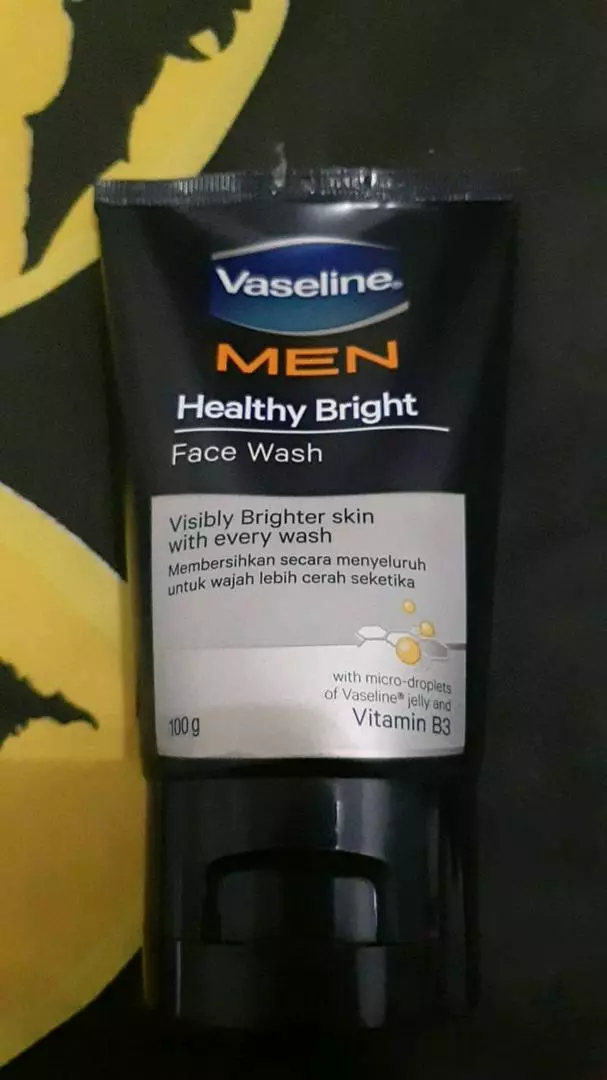 Vaseline®
MEN
Healthy Bright
Face Wash
Visibly Brighter skin
with every wash
Membersihkan secara menyeluruh
untuk wajah lebih cerah seketika
with micro-droplets
of Vaseline® jelly and
Vitamin B3
100 g